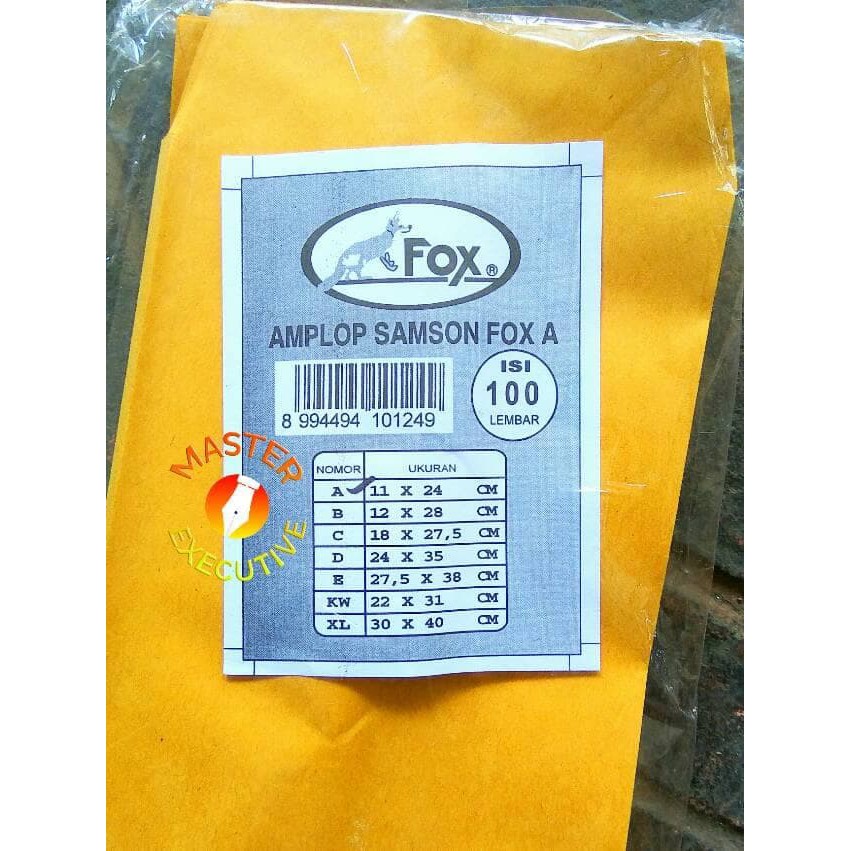 FOX ®
AMPLOP SAMSON FOX A
ISI
100
LEMBAR
8 994494 101249
MASTER
EXECUTIVE
NOMOR UKURAN
A 11 X 24 CM
B 12 X 28 CM
C 18 X 27,5 CM
D 24 X 35 CM
E 27,5 X 38 CM
KW 22 X 31 CM
XL 30 X 40 CM